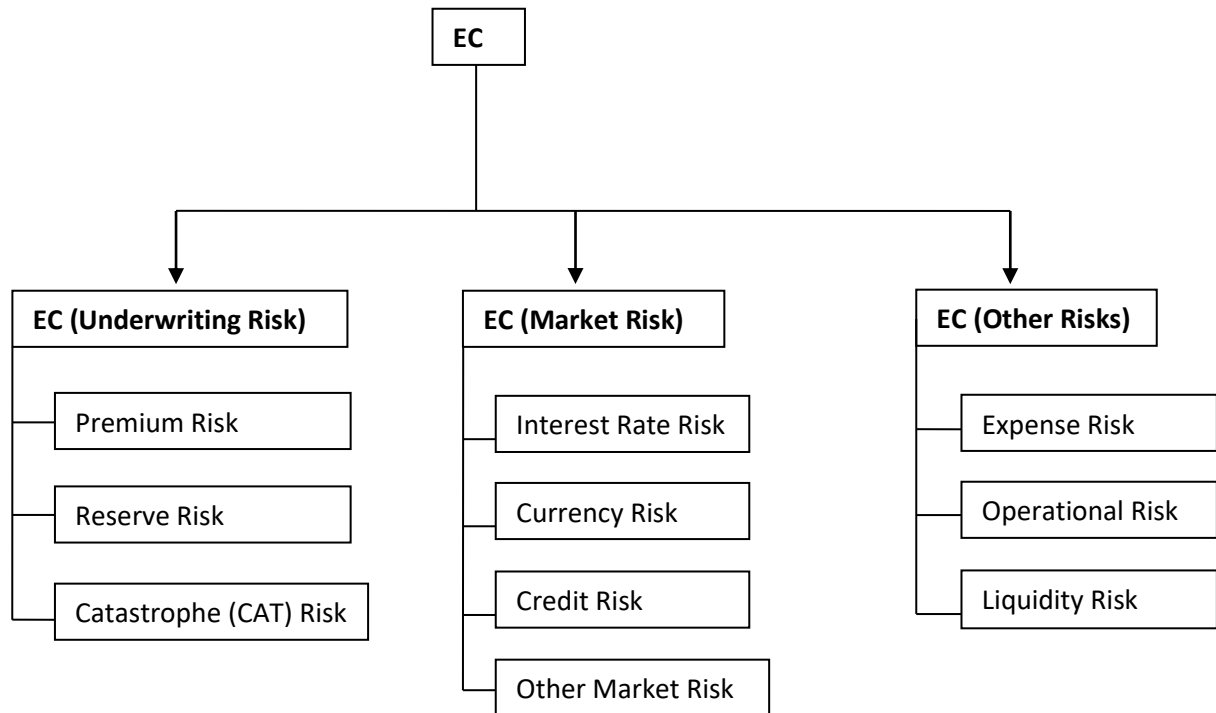 EC
EC (Underwriting Risk)
Premium Risk
Reserve Risk
Catastrophe (CAT) Risk
EC (Market Risk)
Interest Rate Risk
Currency Risk
Credit Risk
Other Market Risk
EC (Other Risks)
Expense Risk
Operational Risk
Liquidity Risk